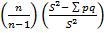 (n/(n−1)) ((S² − Σ pq)/S²)